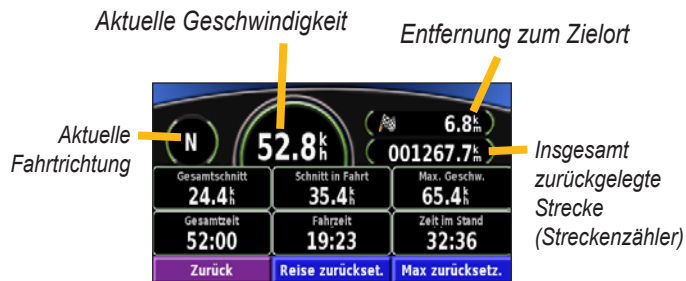 Aktuelle Geschwindigkeit
Entfernung zum Zielort
Aktuelle
Fahrtrichtung
N
52.8 k/h
6.8 k/m
001267.7 k/m
Insgesamt
zurückgelegte
Strecke
(Streckenzähler)
Gesamtschnitt
24.4 k/h
Schnitt in Fahrt
35.4 k/h
Max. Geschw.
65.4 k/h
Gesamtzeit
52:00
Fahrzeit
19:23
Zeit im Stand
32:36
Zurück
Reise zurückset.
Max zurücksetz.